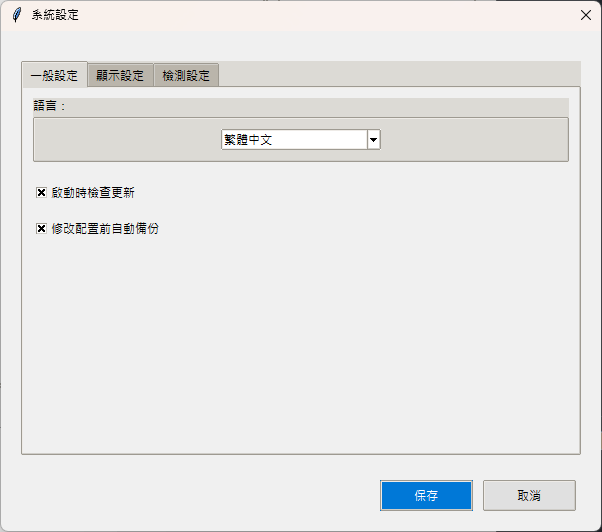 系統設定
一般設定 顯示設定 檢測設定
語言：
繁體中文
啟動時檢查更新
修改配置前自動備份
保存 取消